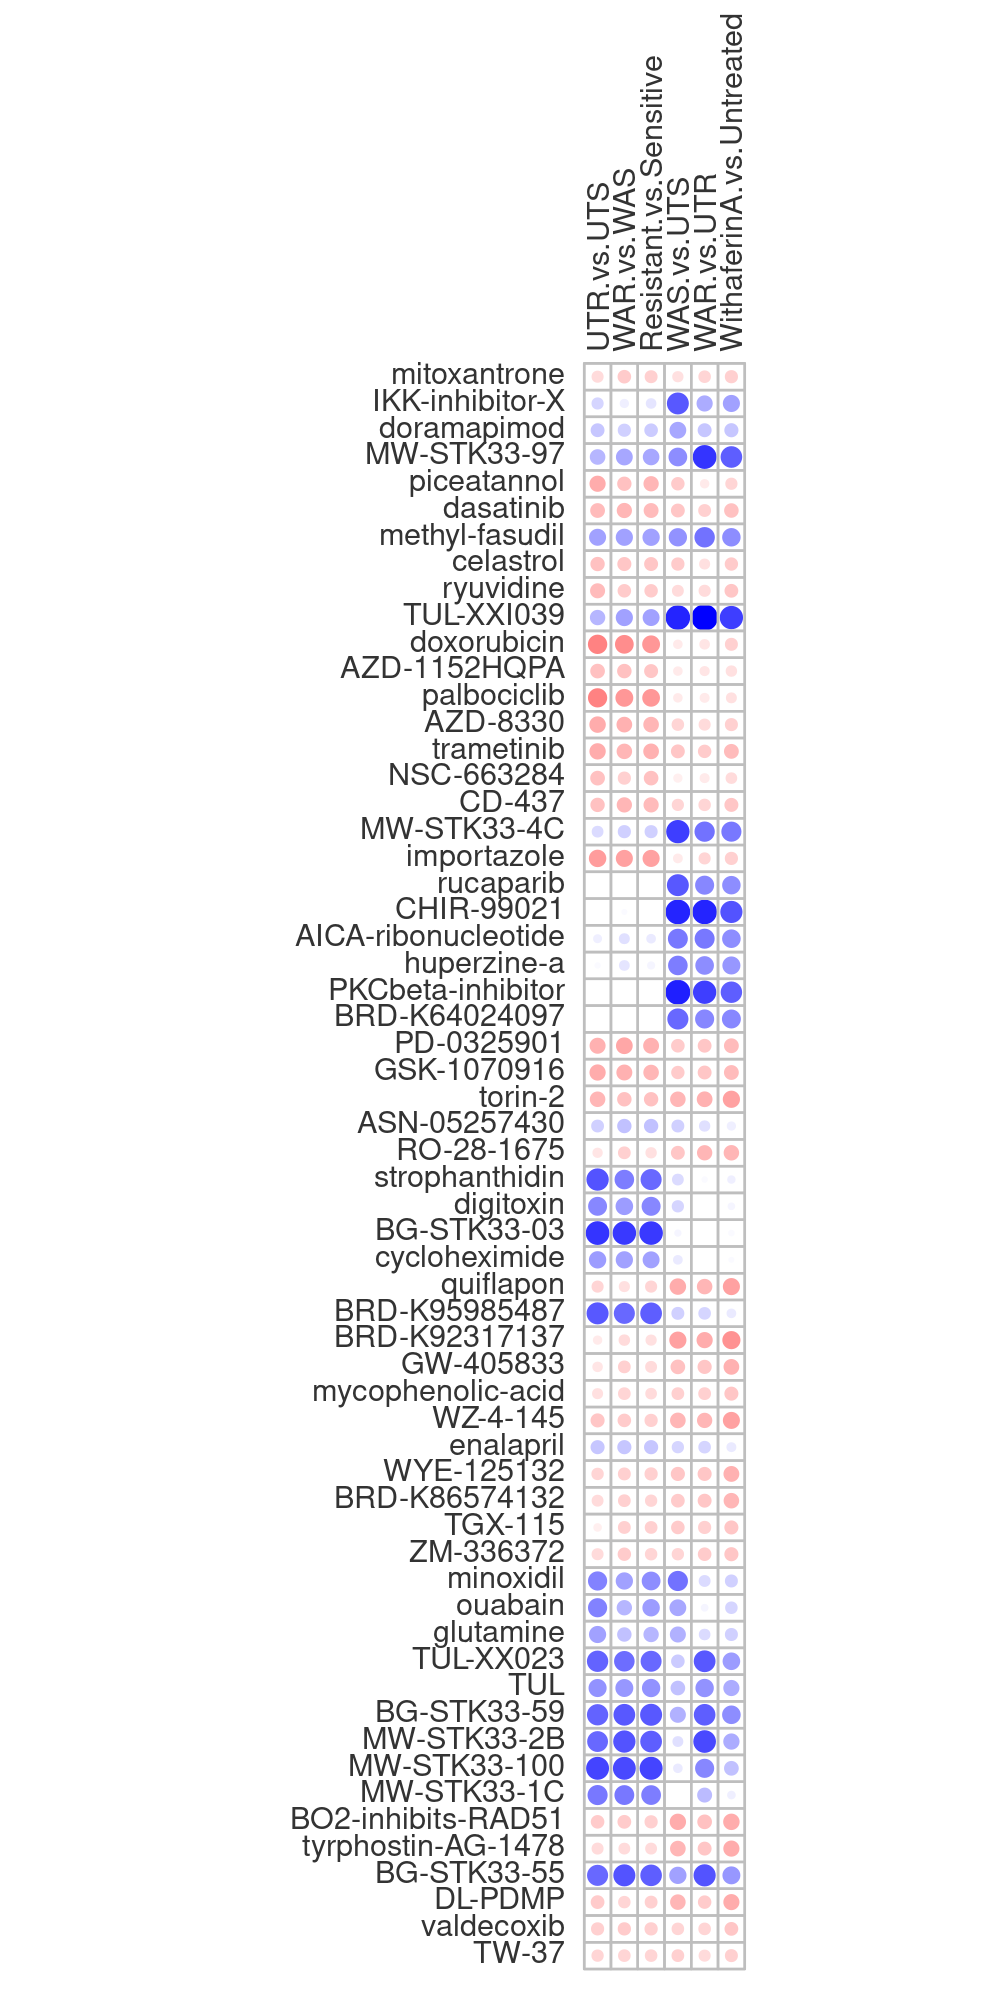 UTR.vs.UTS
WAR.vs.WAS
Resistant.vs.Sensitive
WAS.vs.UTS
WAR.vs.UTR
WithaferinA.vs.Untreated
mitoxantrone
IKK-inhibitor-X
doramapimod
MW-STK33-97
piceatannol
dasatinib
methyl-fasudil
celastrol
ryuvidine
TUL-XXI039
doxorubicin
AZD-1152HQPA
palbociclib
AZD-8330
trametinib
NSC-663284
CD-437
MW-STK33-4C
importazole
rucaparib
CHIR-99021
AICA-ribonucleotide
huperzine-a
PKCbeta-inhibitor
BRD-K64024097
PD-0325901
GSK-1070916
torin-2
ASN-05257430
RO-28-1675
strophanthidin
digitoxin
BG-STK33-03
cycloheximide
quiflapon
BRD-K95985487
BRD-K92317137
GW-405833
mycophenolic-acid
WZ-4-145
enalapril
WYE-125132
BRD-K86574132
TGX-115
ZM-336372
minoxidil
ouabain
glutamine
TUL-XX023
TUL
BG-STK33-59
MW-STK33-2B
MW-STK33-100
MW-STK33-1C
BO2-inhibits-RAD51
tyrphostin-AG-1478
BG-STK33-55
DL-PDMP
valdecoxib
TW-37